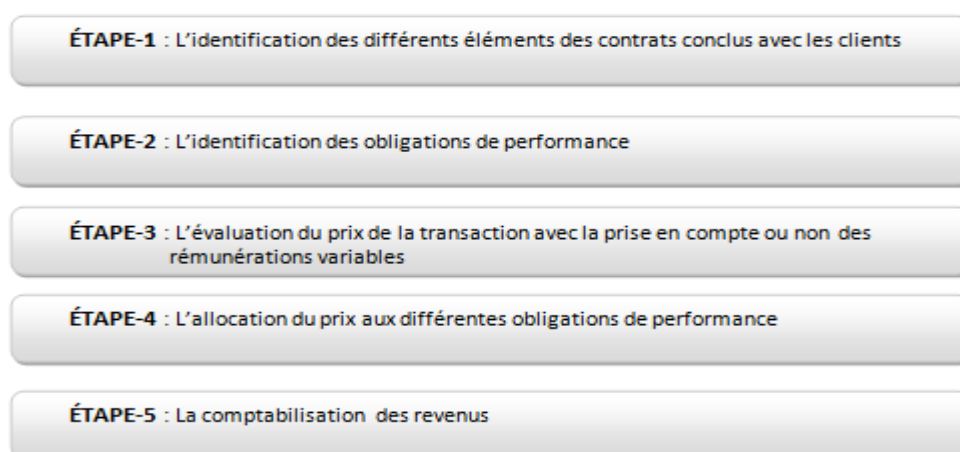 ÉTAPE-1 : L’identification des différents éléments des contrats conclus avec les clients
ÉTAPE-2 : L’identification des obligations de performance
ÉTAPE-3 : L’évaluation du prix de la transaction avec la prise en compte ou non des
rémunérations variables
ÉTAPE-4 : L’allocation du prix aux différentes obligations de performance
ÉTAPE-5 : La comptabilisation des revenus